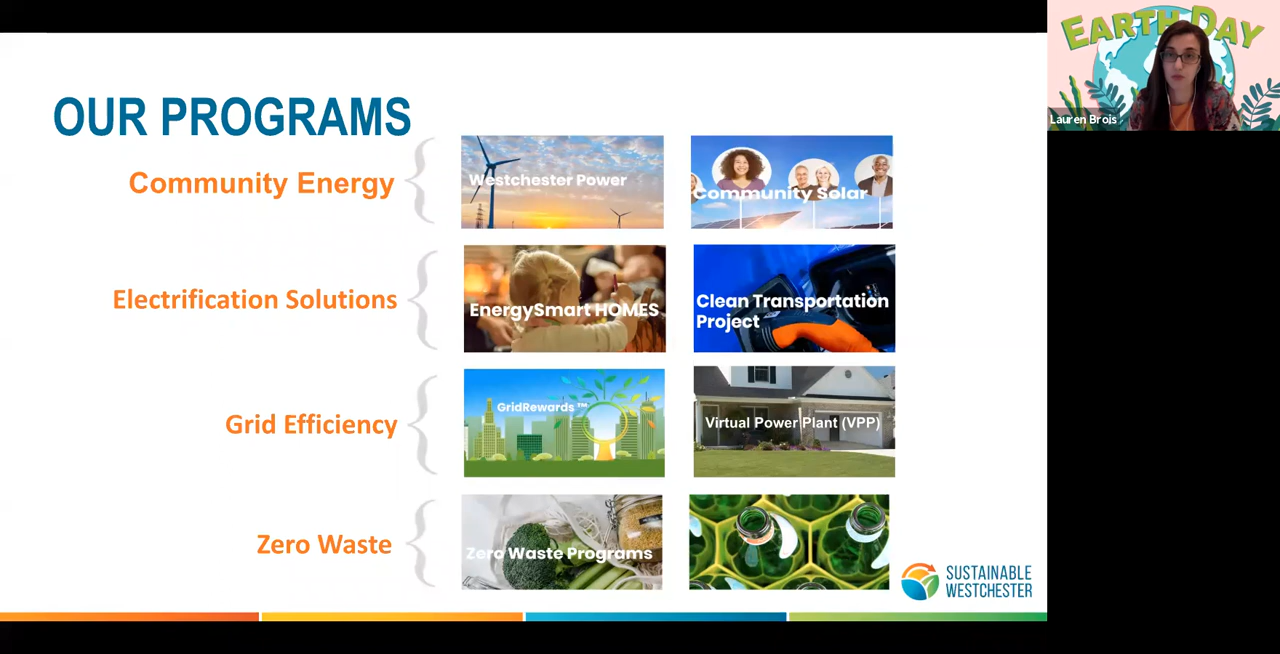 EARTH DAY
Lauren Brois
OUR PROGRAMS
Community Energy
Westchester Power
Community Solar
Electrification Solutions
EnergySmart HOMES
Clean Transportation
Project
Grid Efficiency
GridRewards ™
Virtual Power Plant (VPP)
Zero Waste
Zero Waste Programs
SUSTAINABLE
WESTCHESTER